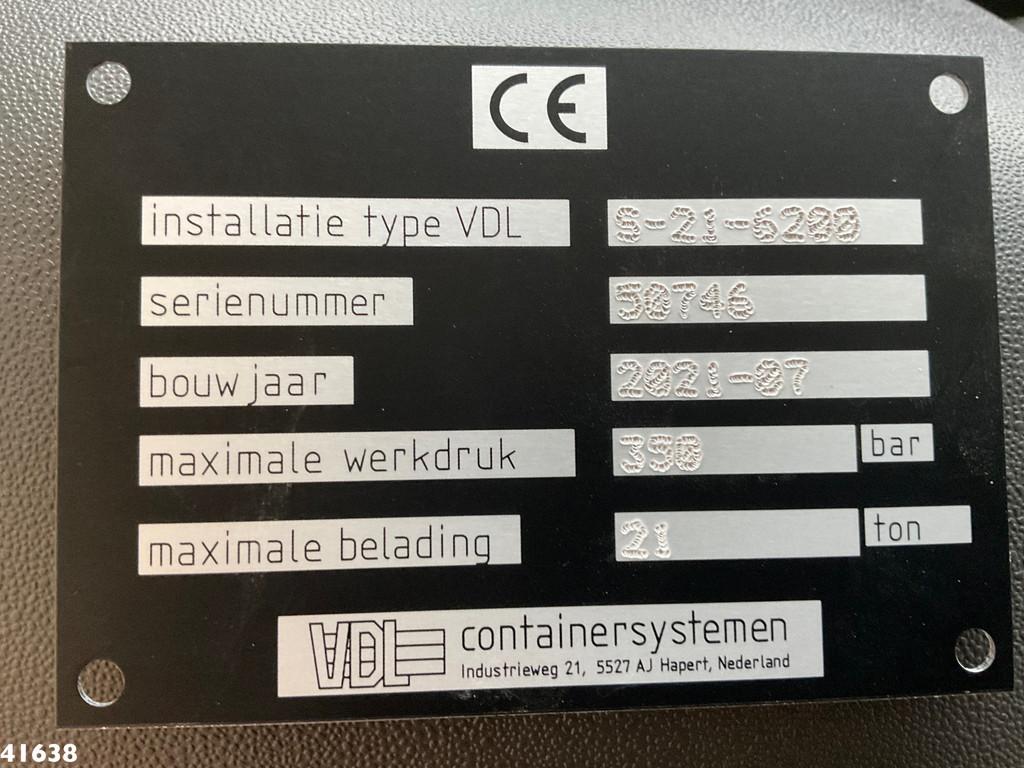 CE
installatie type VDL S-21-6200
serienummer 50746
bouwjaar 2021-07
maximale werkdruk 350 bar
maximale belading 21 ton
VDL containersystemen
Industrieweg 21, 5527 AJ Hapert, Nederland
41638